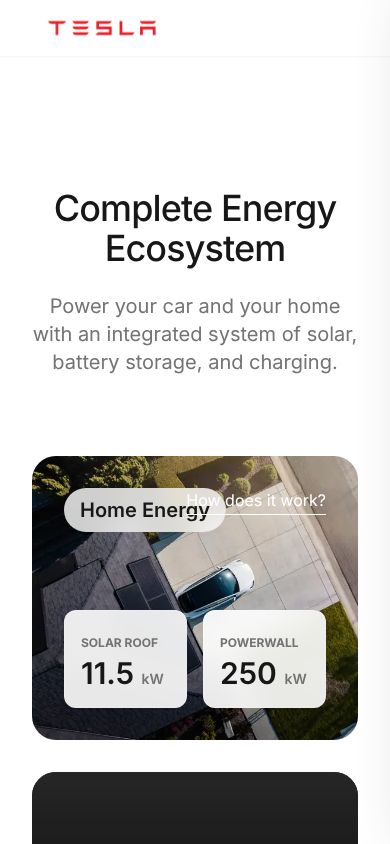 TESLA
Complete Energy
Ecosystem
Power your car and your home
with an integrated system of solar,
battery storage, and charging.
Home Energy
How does it work?
SOLAR ROOF
11.5 kW
POWERWALL
250 kW